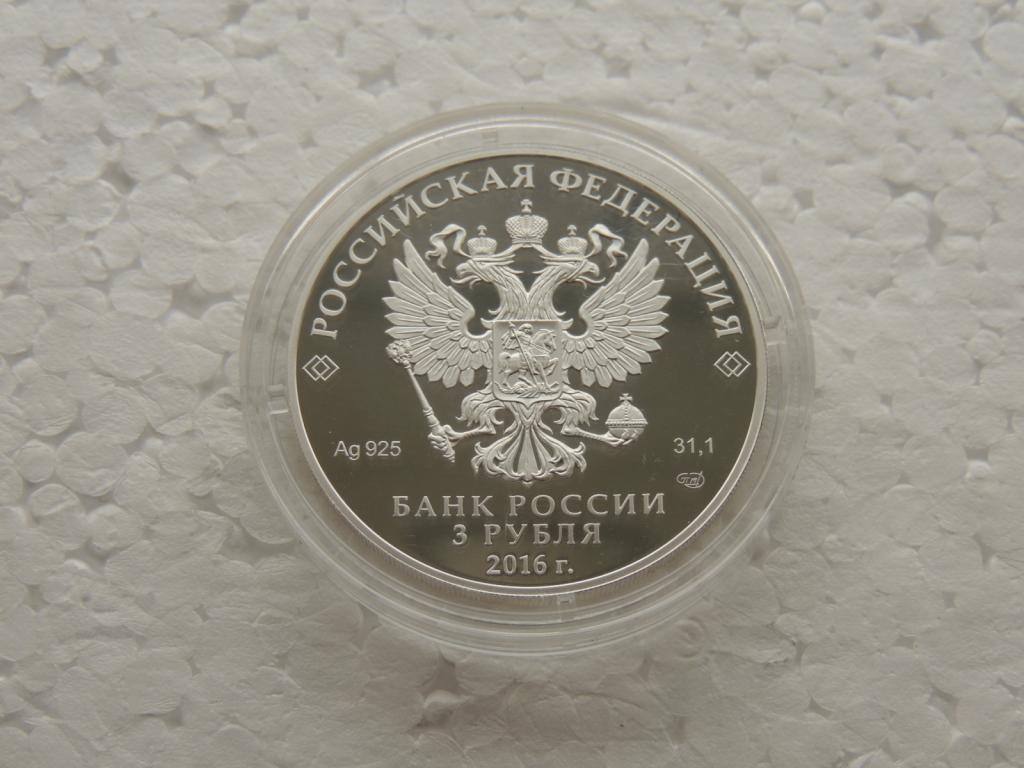 РОССИЙСКАЯ ФЕДЕРАЦИЯ
Ag 925
31,1
БАНК РОССИИ
3 РУБЛЯ
2016 г.